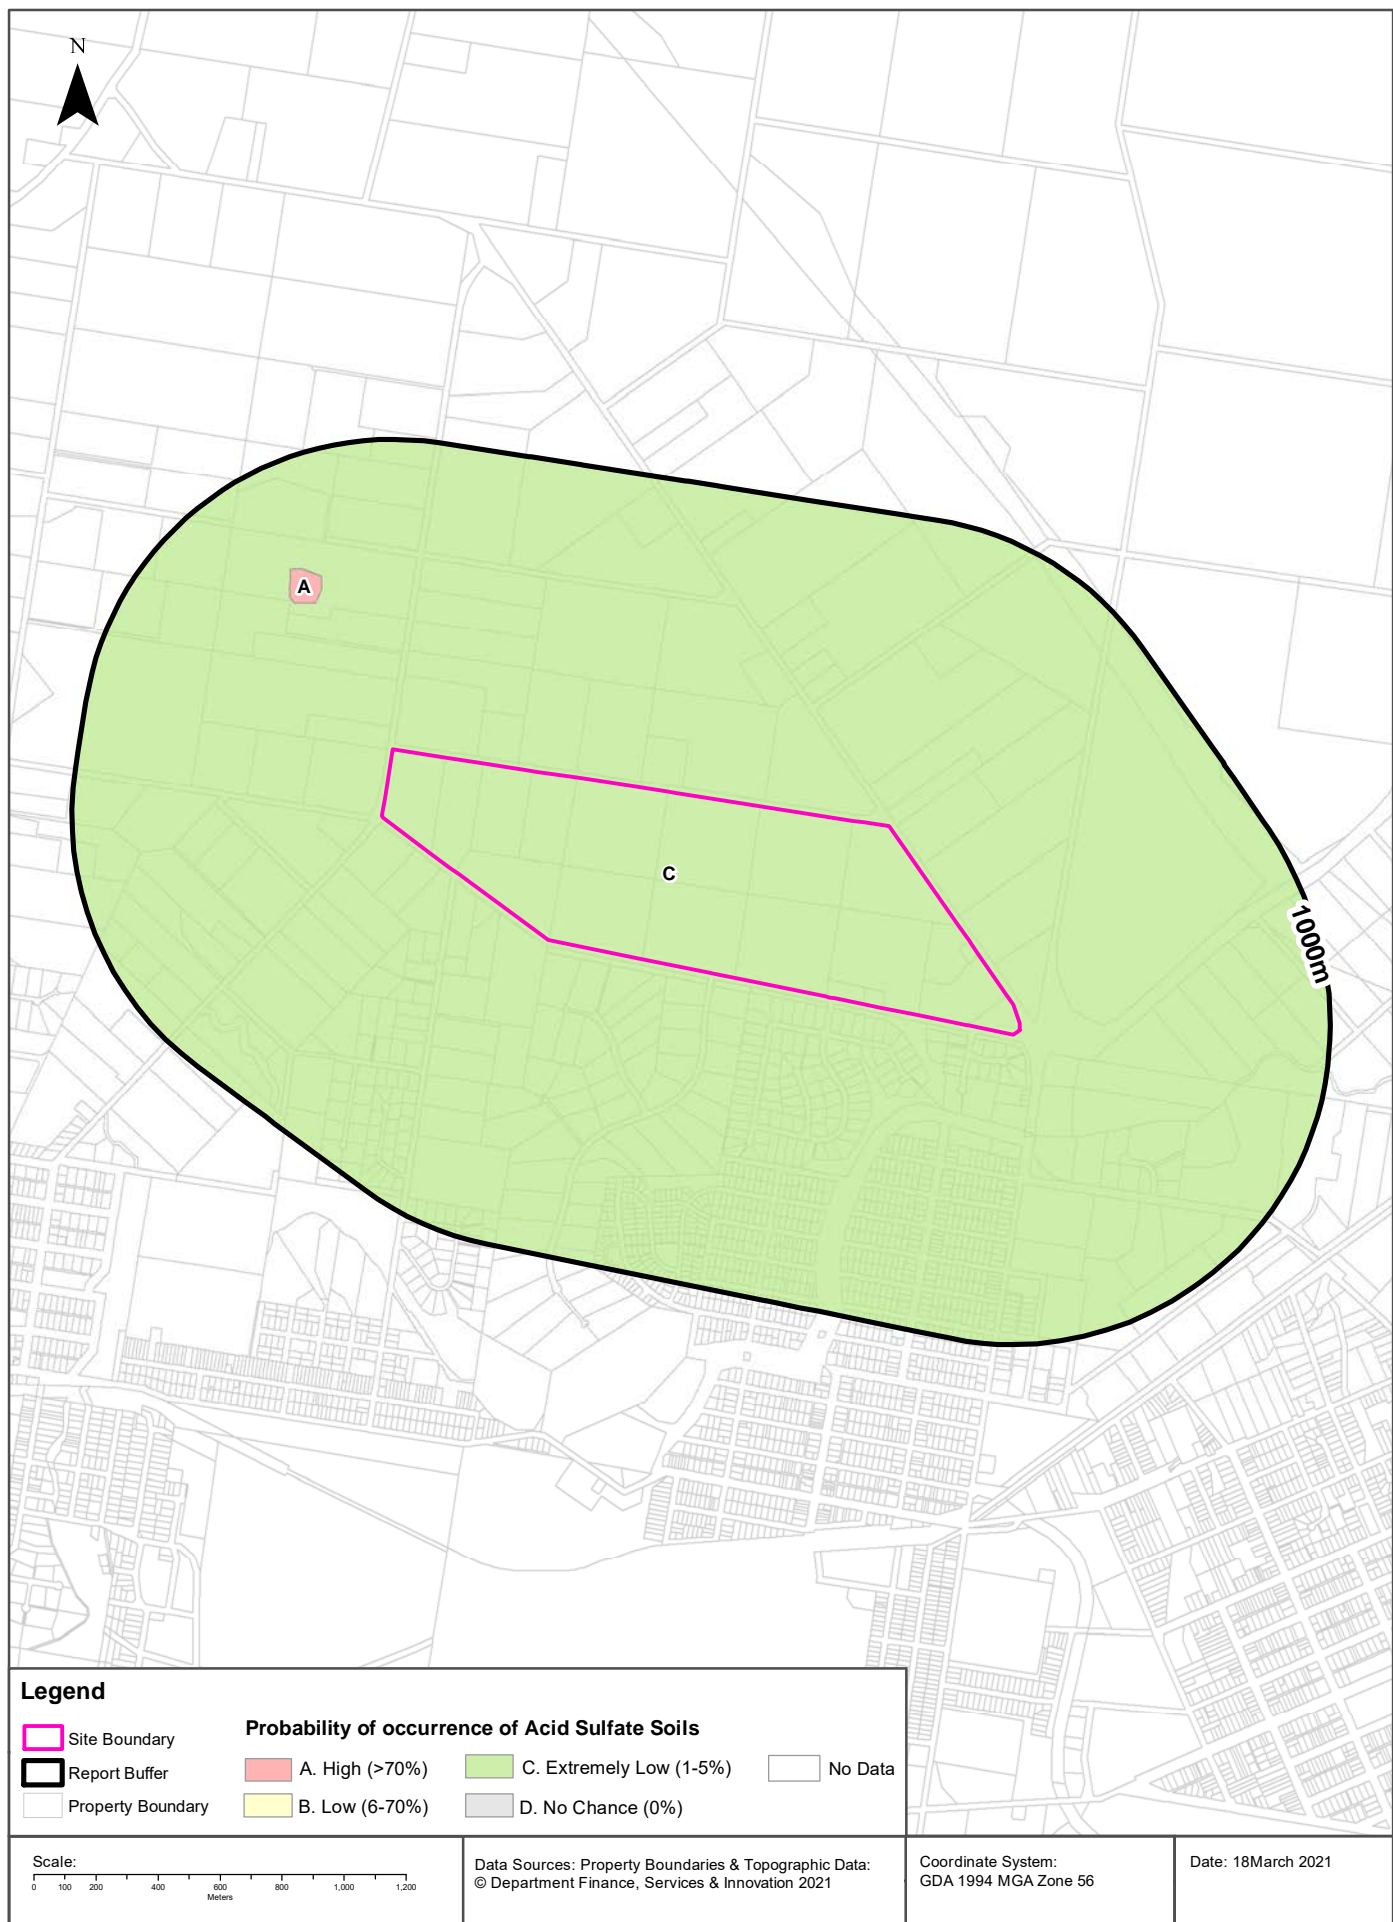 N
A
C
1000m
Legend
Site Boundary
Report Buffer
Property Boundary
Probability of occurrence of Acid Sulfate Soils
A. High (>70%)
C. Extremely Low (1-5%)
No Data
B. Low (6-70%)
D. No Chance (0%)
Scale:
0 100 200 400 600 800 1,000 1,200
Meters
Data Sources: Property Boundaries & Topographic Data:
© Department Finance, Services & Innovation 2021
Coordinate System:
GDA 1994 MGA Zone 56
Date: 18March 2021